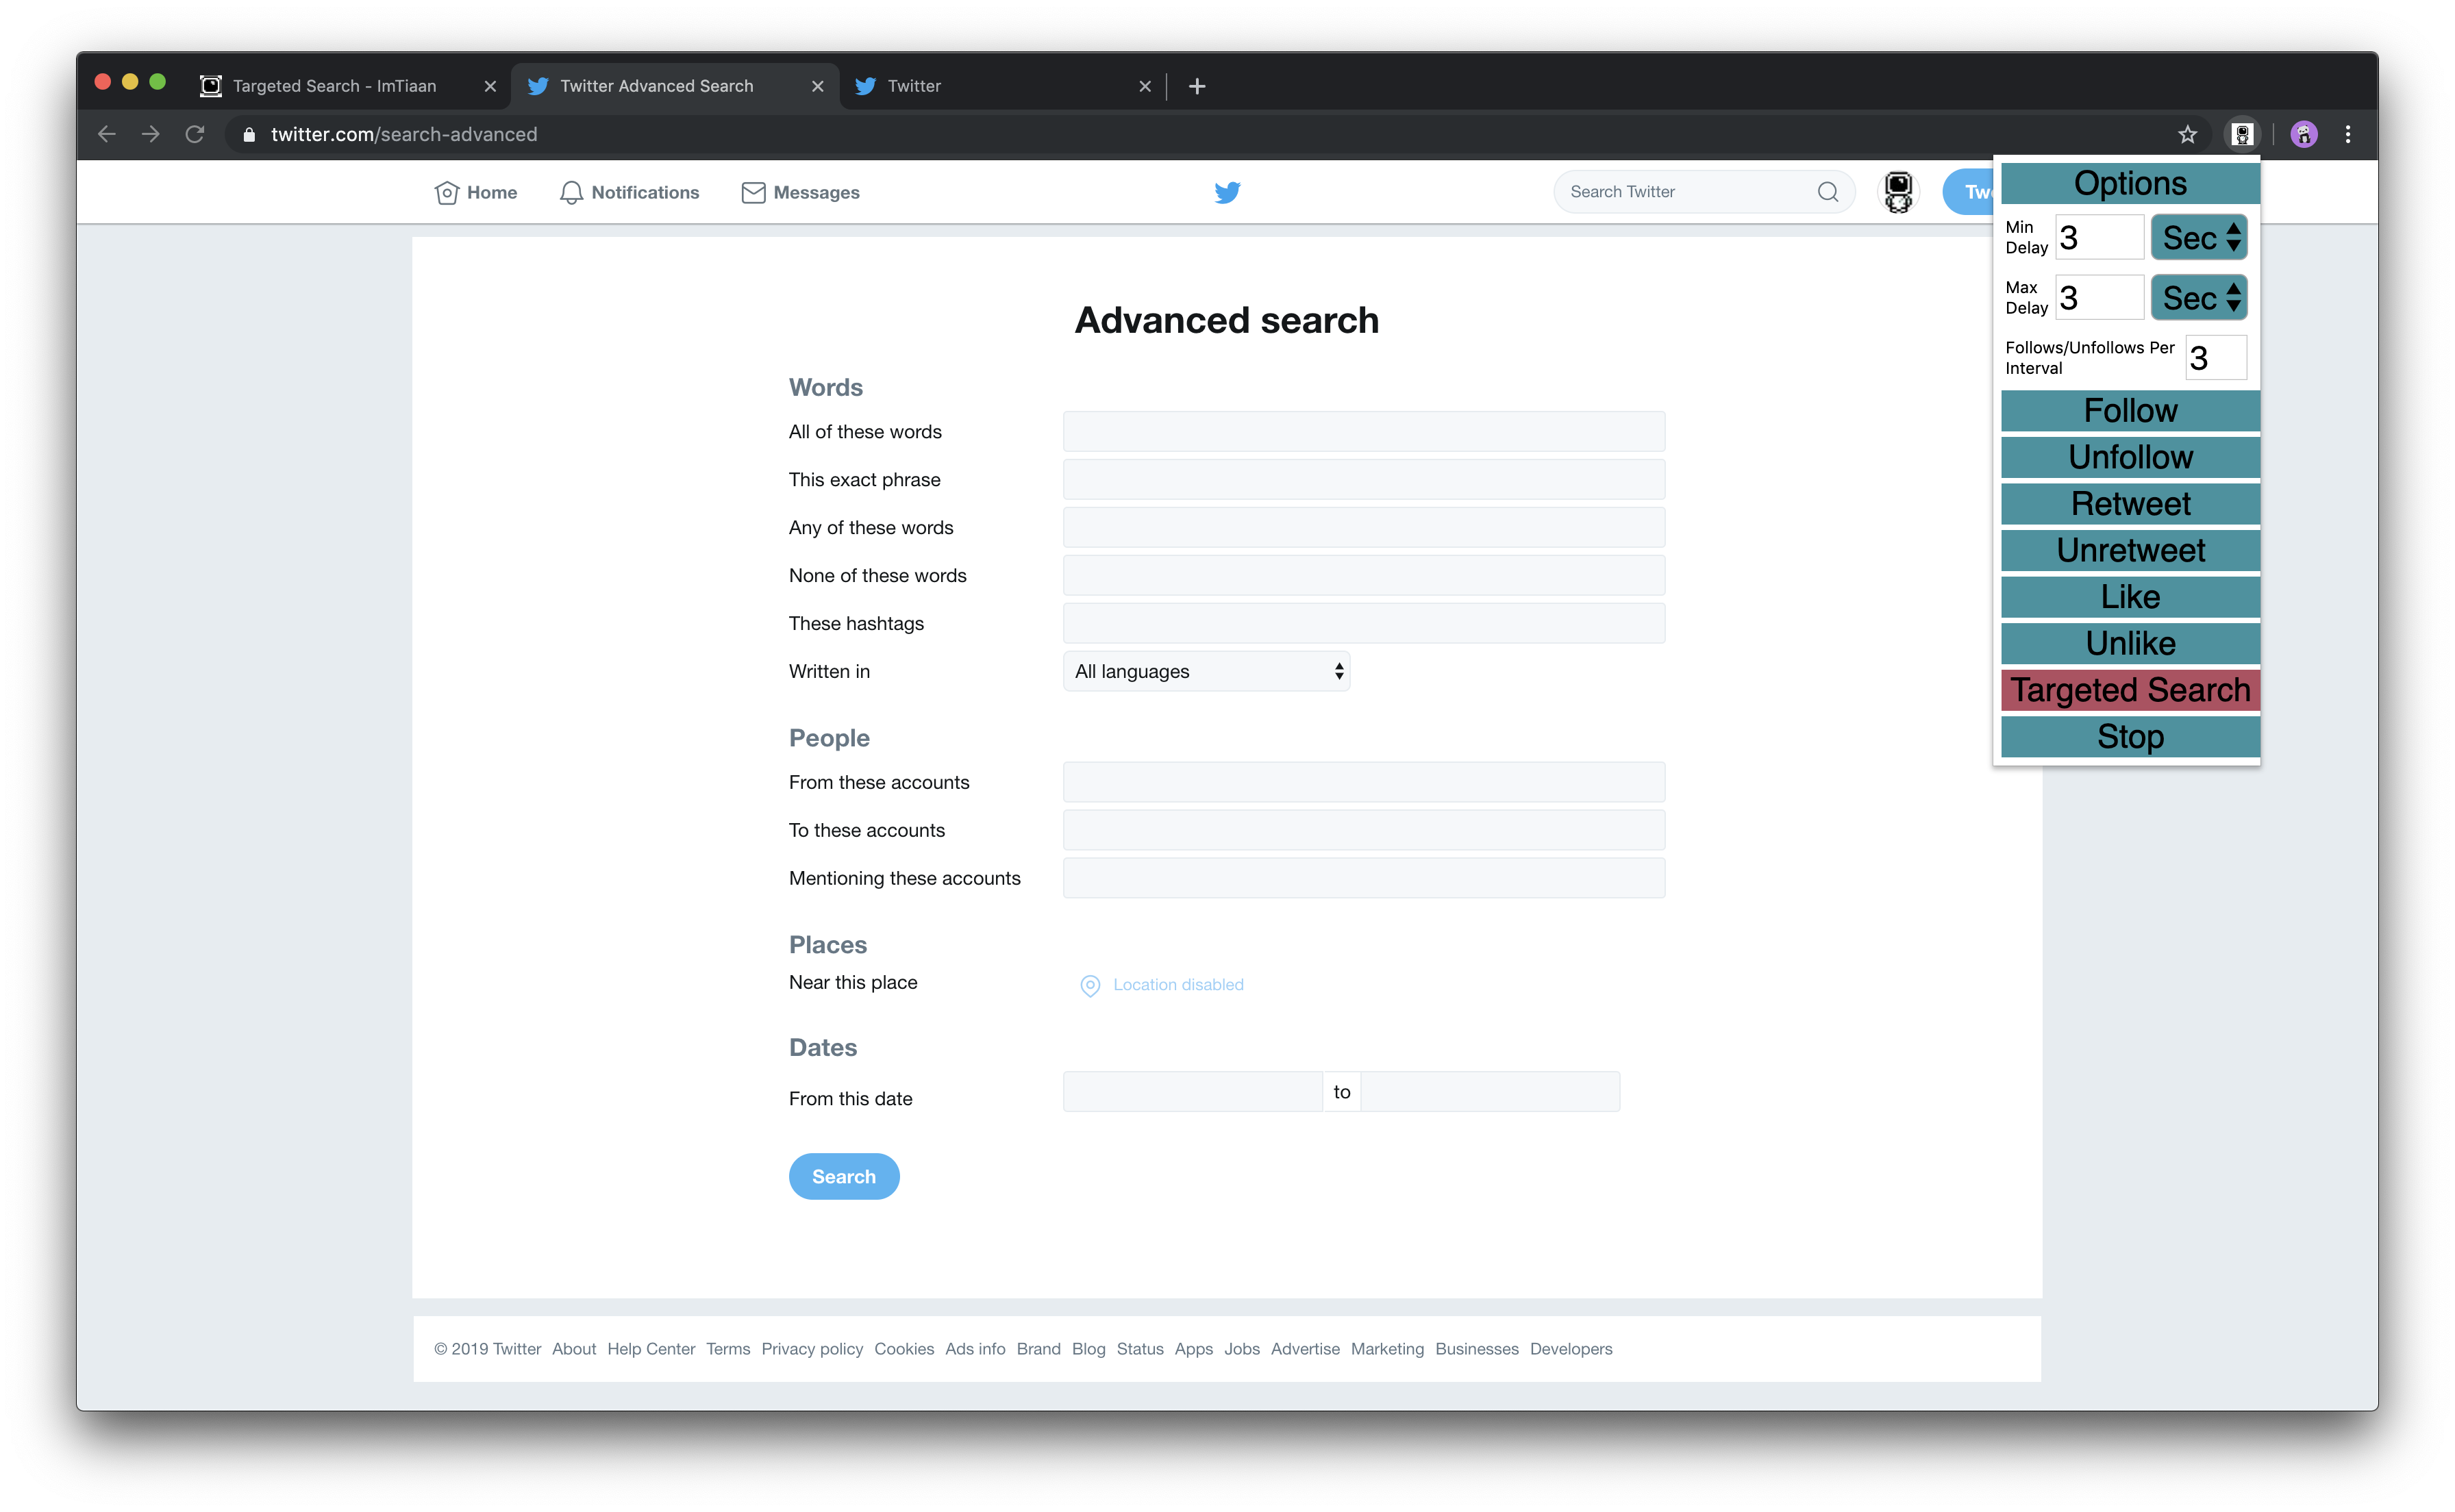 Targeted Search - ImTiaan
Twitter Advanced Search
Twitter
twitter.com/search-advanced
Home
Notifications
Messages
Search Twitter
Options
Min Delay
3
Sec
Max Delay
3
Sec
Follows/Unfollows Per Interval
3
Follow
Unfollow
Retweet
Unretweet
Like
Unlike
Targeted Search
Stop
Advanced search
Words
All of these words
This exact phrase
Any of these words
None of these words
These hashtags
Written in
All languages
People
From these accounts
To these accounts
Mentioning these accounts
Places
Near this place
Location disabled
Dates
From this date
to
Search
© 2019 Twitter About Help Center Terms Privacy policy Cookies Ads info Brand Blog Status Apps Jobs Advertise Marketing Businesses Developers